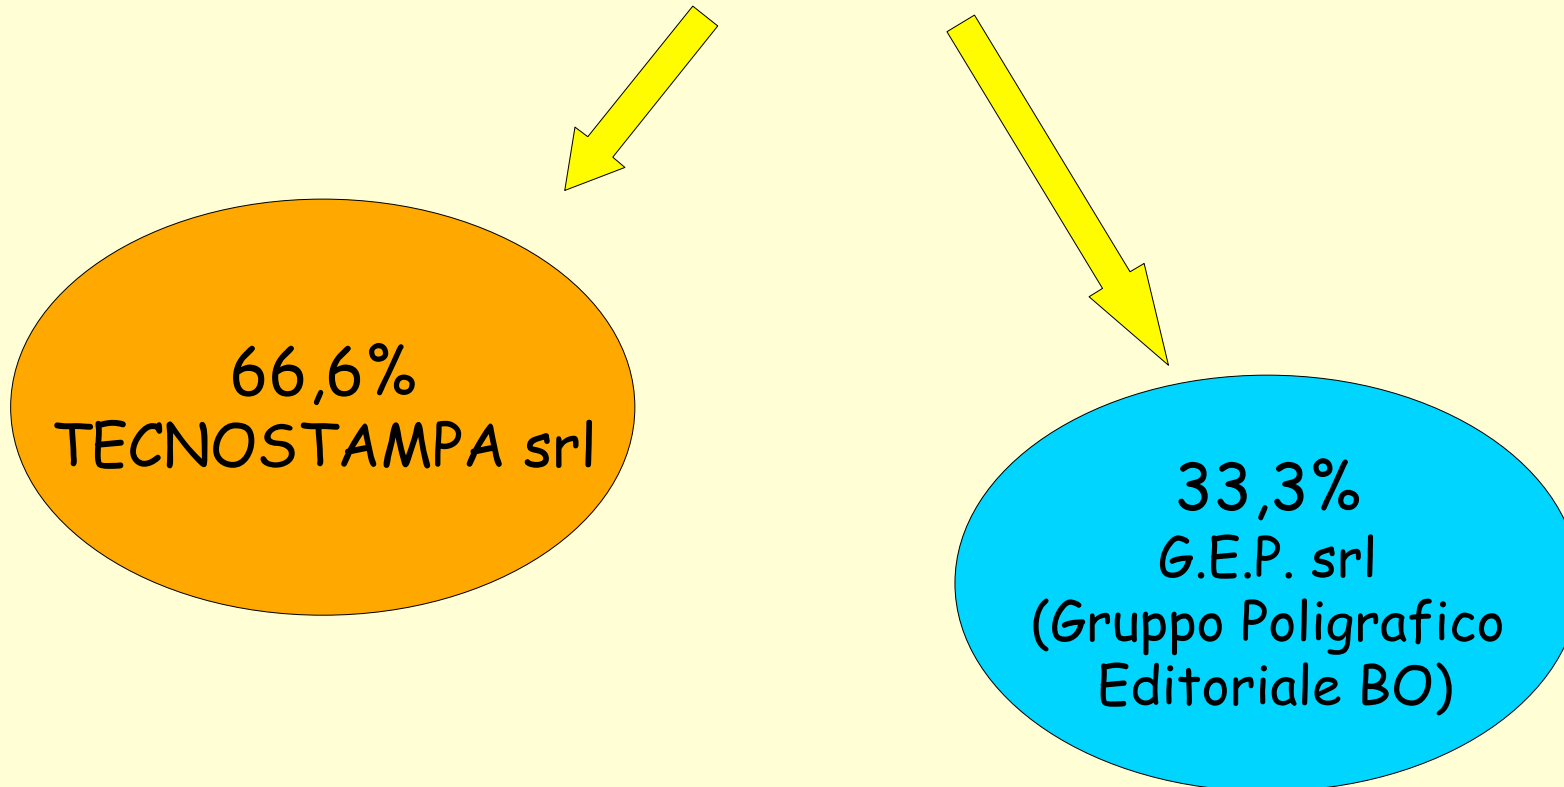 66,6%
TECNOSTAMPA srl
33,3%
G.E.P. srl
(Gruppo Poligrafico
Editoriale BO)